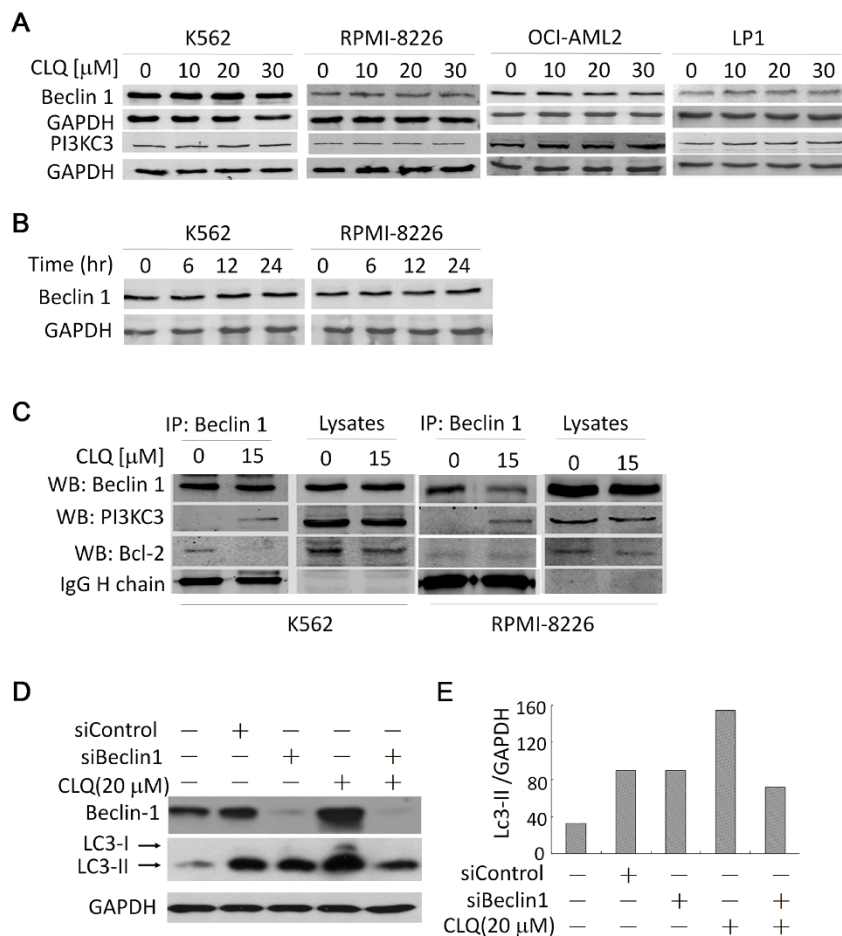 A
K562 RPMI-8226 OCI-AML2 LP1
CLQ [μM] 0 10 20 30 0 10 20 30 0 10 20 30 0 10 20 30
Beclin 1
GAPDH
PI3KC3
GAPDH
B
K562 RPMI-8226
Time (hr) 0 6 12 24 0 6 12 24
Beclin 1
GAPDH
C
IP: Beclin 1 Lysates IP: Beclin 1 Lysates
CLQ [μM] 0 15 0 15 0 15 0 15
WB: Beclin 1
WB: PI3KC3
WB: Bcl-2
IgG H chain
K562 RPMI-8226
D
siControl — + — — —
siBeclin1 — — + — +
CLQ(20 μM) — — — + +
Beclin-1
LC3-I
LC3-II
GAPDH
E
Lc3-II /GAPDH
160
120
80
40
0
siControl — + — — —
siBeclin1 — — + — +
CLQ(20 μM) — — — + +